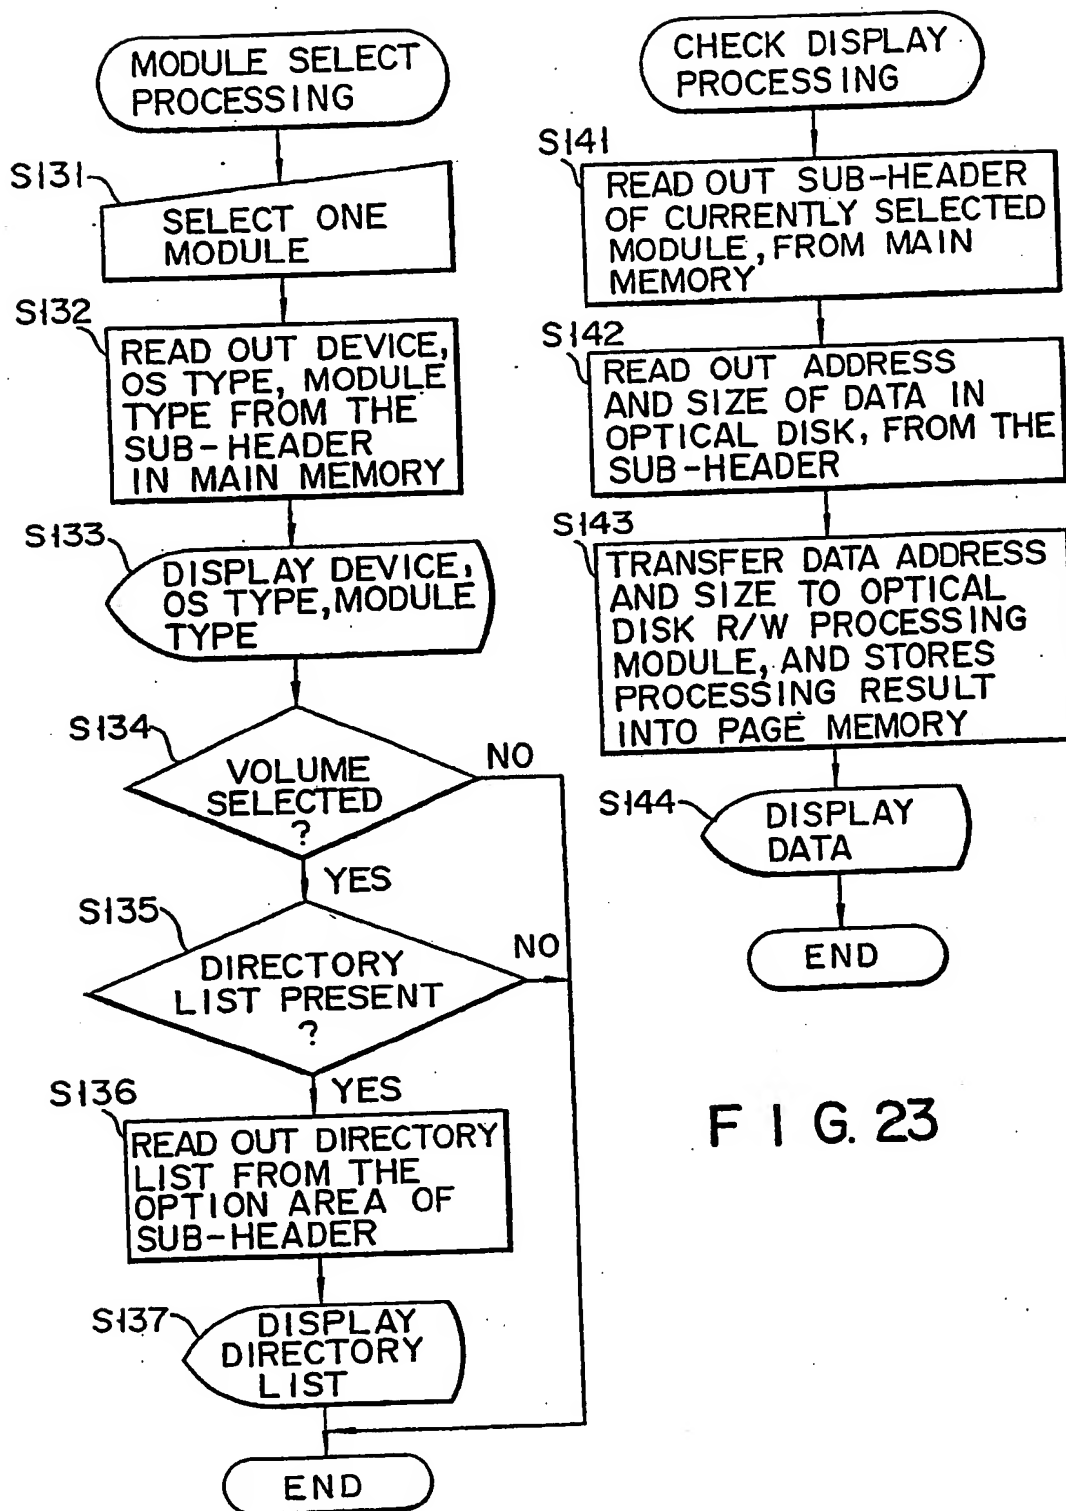 MODULE SELECT
PROCESSING
S131
SELECT ONE
MODULE
S132
READ OUT DEVICE,
OS TYPE, MODULE
TYPE FROM THE
SUB-HEADER
IN MAIN MEMORY
S133
DISPLAY DEVICE,
OS TYPE, MODULE
TYPE
S134
VOLUME
SELECTED
?
NO
YES
S135
DIRECTORY
LIST PRESENT
?
NO
YES
S136
READ OUT DIRECTORY
LIST FROM THE
OPTION AREA OF
SUB-HEADER
S137
DISPLAY
DIRECTORY
LIST
END
CHECK DISPLAY
PROCESSING
S141
READ OUT SUB-HEADER
OF CURRENTLY SELECTED
MODULE, FROM MAIN
MEMORY
S142
READ OUT ADDRESS
AND SIZE OF DATA IN
OPTICAL DISK, FROM THE
SUB-HEADER
S143
TRANSFER DATA ADDRESS
AND SIZE TO OPTICAL
DISK R/W PROCESSING
MODULE, AND STORES
PROCESSING RESULT
INTO PAGE MEMORY
S144
DISPLAY
DATA
END
FIG. 23